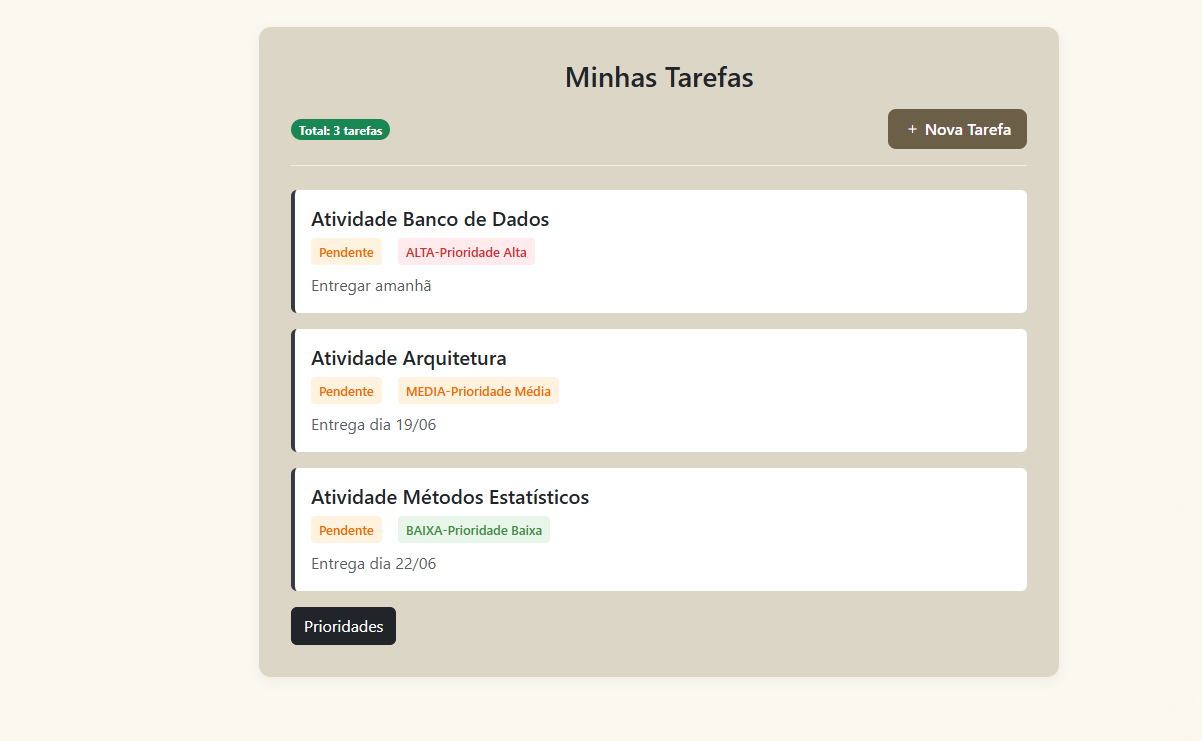 Minhas Tarefas
Total: 3 tarefas
+ Nova Tarefa
Atividade Banco de Dados
Pendente ALTA-Prioridade Alta
Entregar amanhã
Atividade Arquitetura
Pendente MEDIA-Prioridade Média
Entrega dia 19/06
Atividade Métodos Estatísticos
Pendente BAIXA-Prioridade Baixa
Entrega dia 22/06
Prioridades